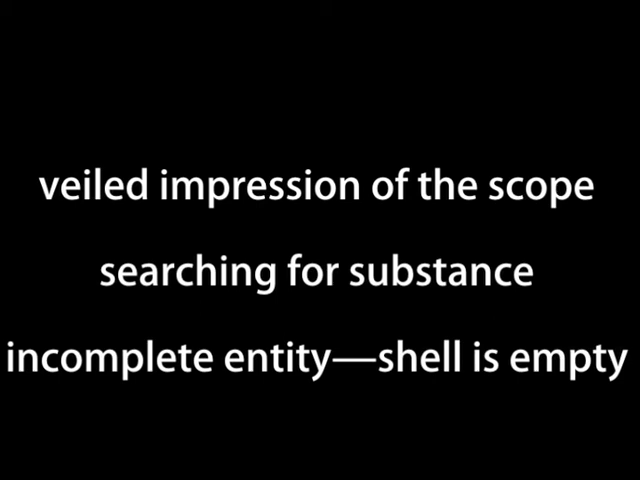 veiled impression of the scope
searching for substance
incomplete entity—shell is empty